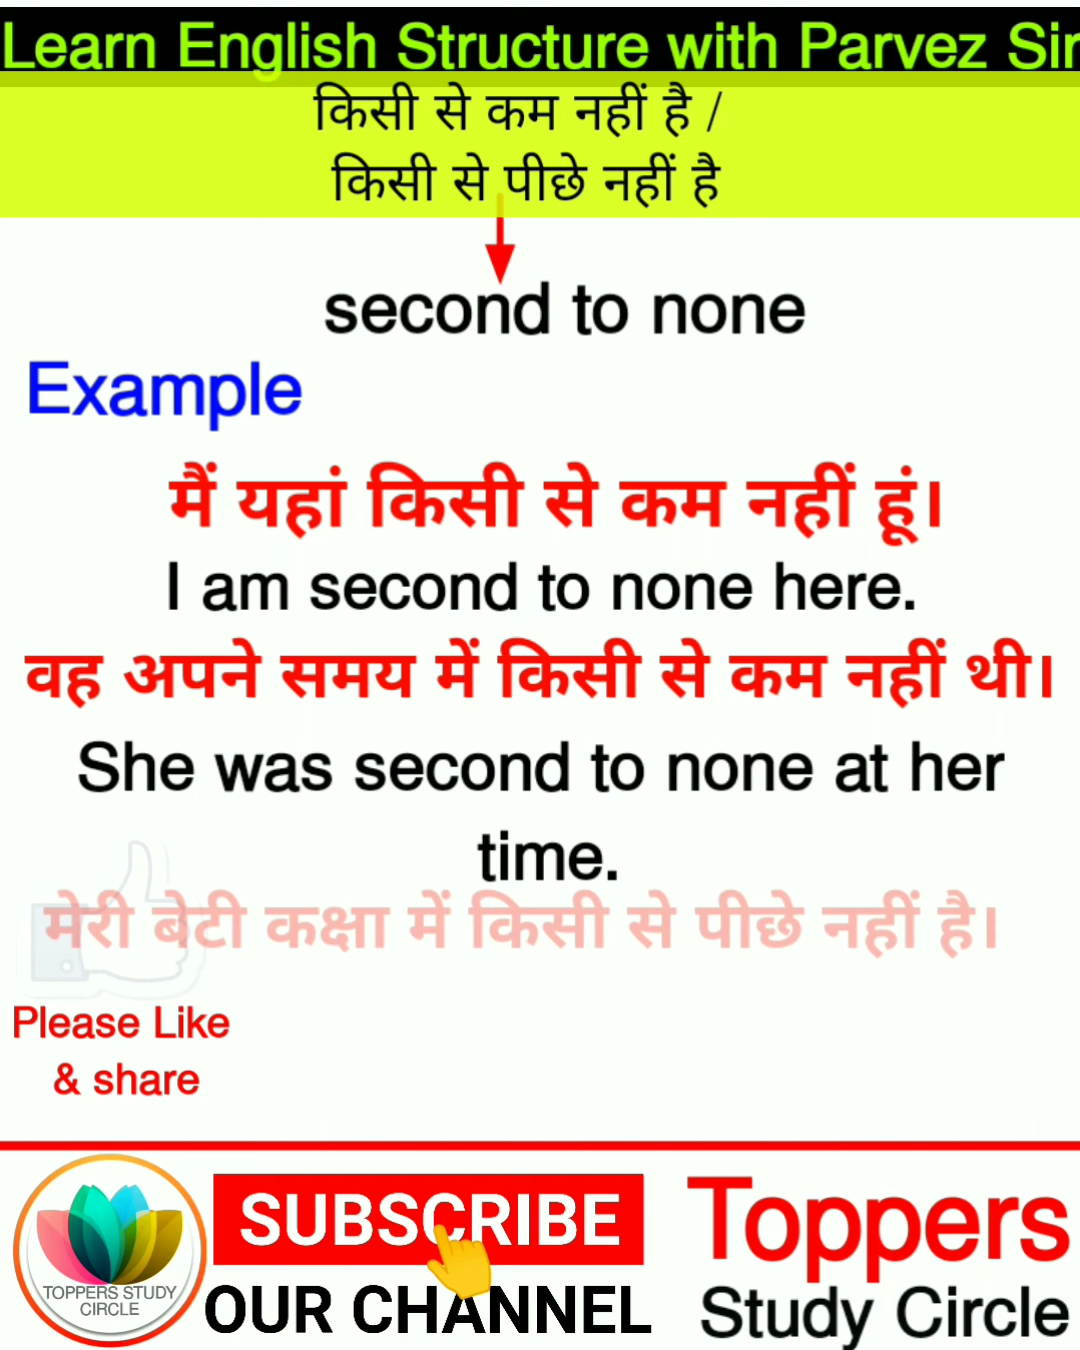 Learn English Structure with Parvez Sir
किसी से कम नहीं है /
किसी से पीछे नहीं है
second to none
Example
मैं यहां किसी से कम नहीं हूं।
I am second to none here.
वह अपने समय में किसी से कम नहीं थी।
She was second to none at her
time.
मेरी बेटी कक्षा में किसी से पीछे नहीं है।
Please Like
& share
TOPPERS STUDY
CIRCLE
SUBSCRIBE
OUR CHANNEL
Toppers
Study Circle